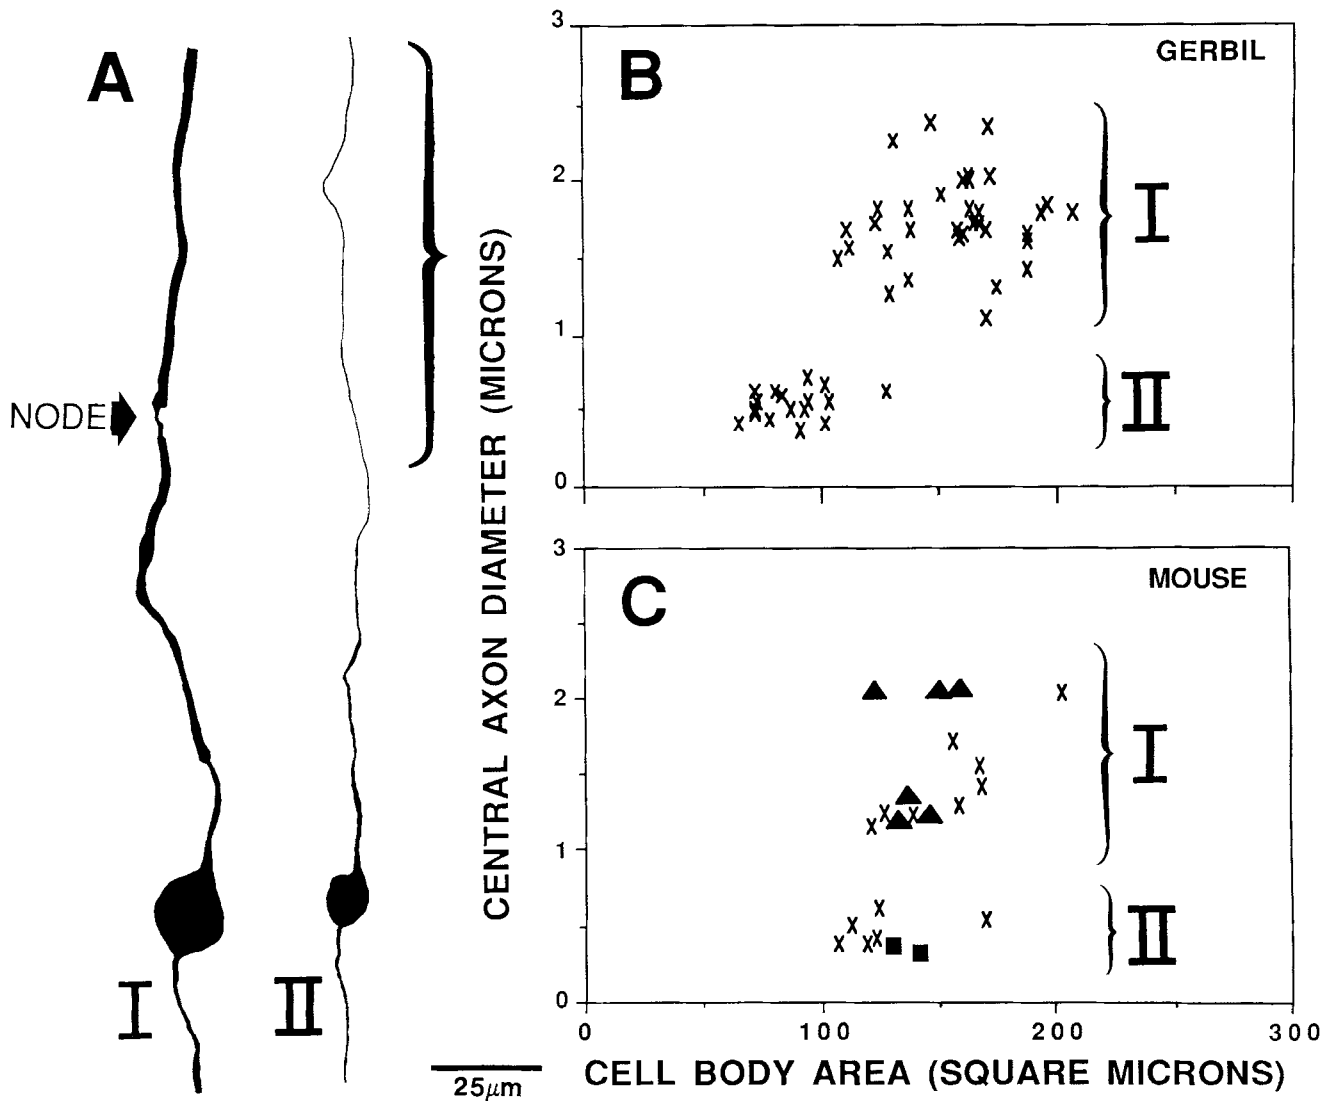 A
NODE
I
II
25μm
CENTRAL AXON DIAMETER (MICRONS)
B
GERBIL
3
2
1
0
I
II
C
MOUSE
3
2
1
0
I
II
0 100 200 300
CELL BODY AREA (SQUARE MICRONS)